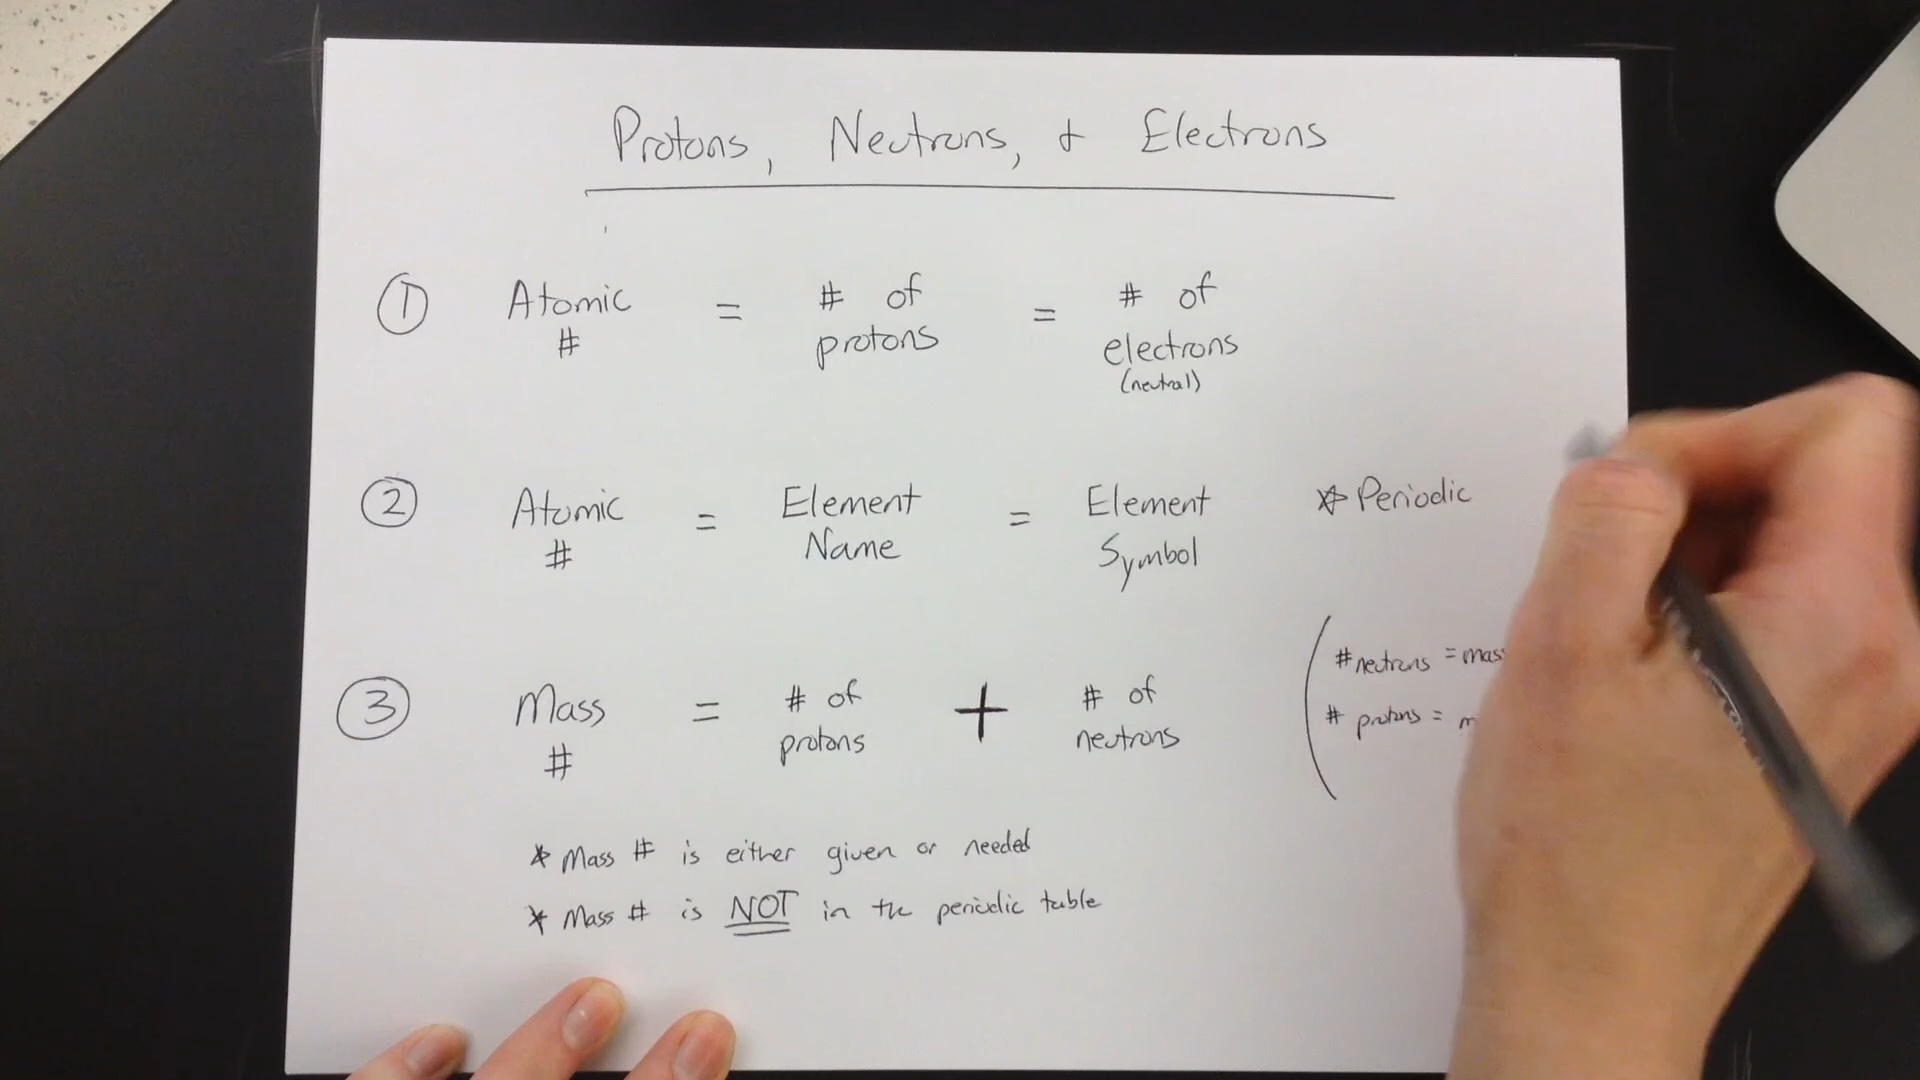 Protons, Neutrons, & Electrons
① Atomic # = # of protons = # of electrons (neutral)
② Atomic # = Element Name = Element Symbol * Periodic
③ Mass # = # of protons + # of neutrons
(# neutrons = mass
# protons =
* Mass # is either given or needed
* Mass # is NOT in the periodic table